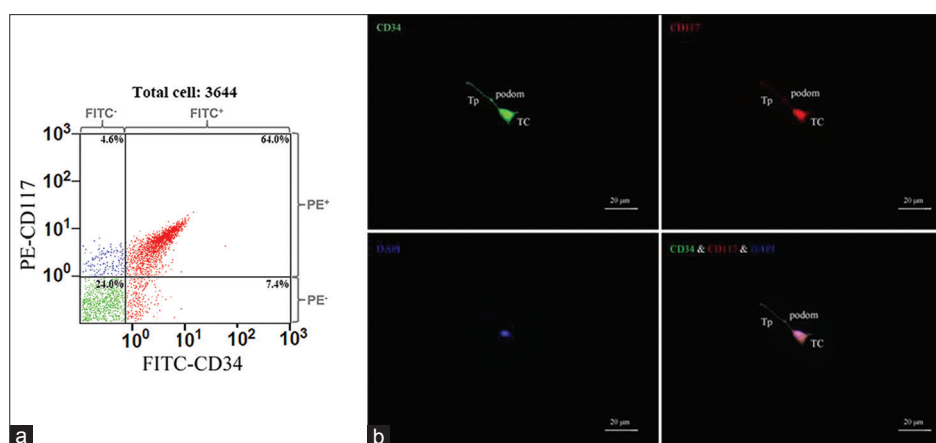 Total cell: 3644
FITC⁻ FITC⁺
4.6% 64.0%
10³
10²
10¹
10⁰
PE-CD117
PE⁺
24.0% 7.4%
PE⁻
10⁰ 10¹ 10² 10³
FITC-CD34
a
CD34
podom
Tp
TC
20 μm
CD117
podom
Tp
TC
20 μm
DAPI
20 μm
CD34 & CD117 & DAPI
podom
Tp
TC
20 μm
b